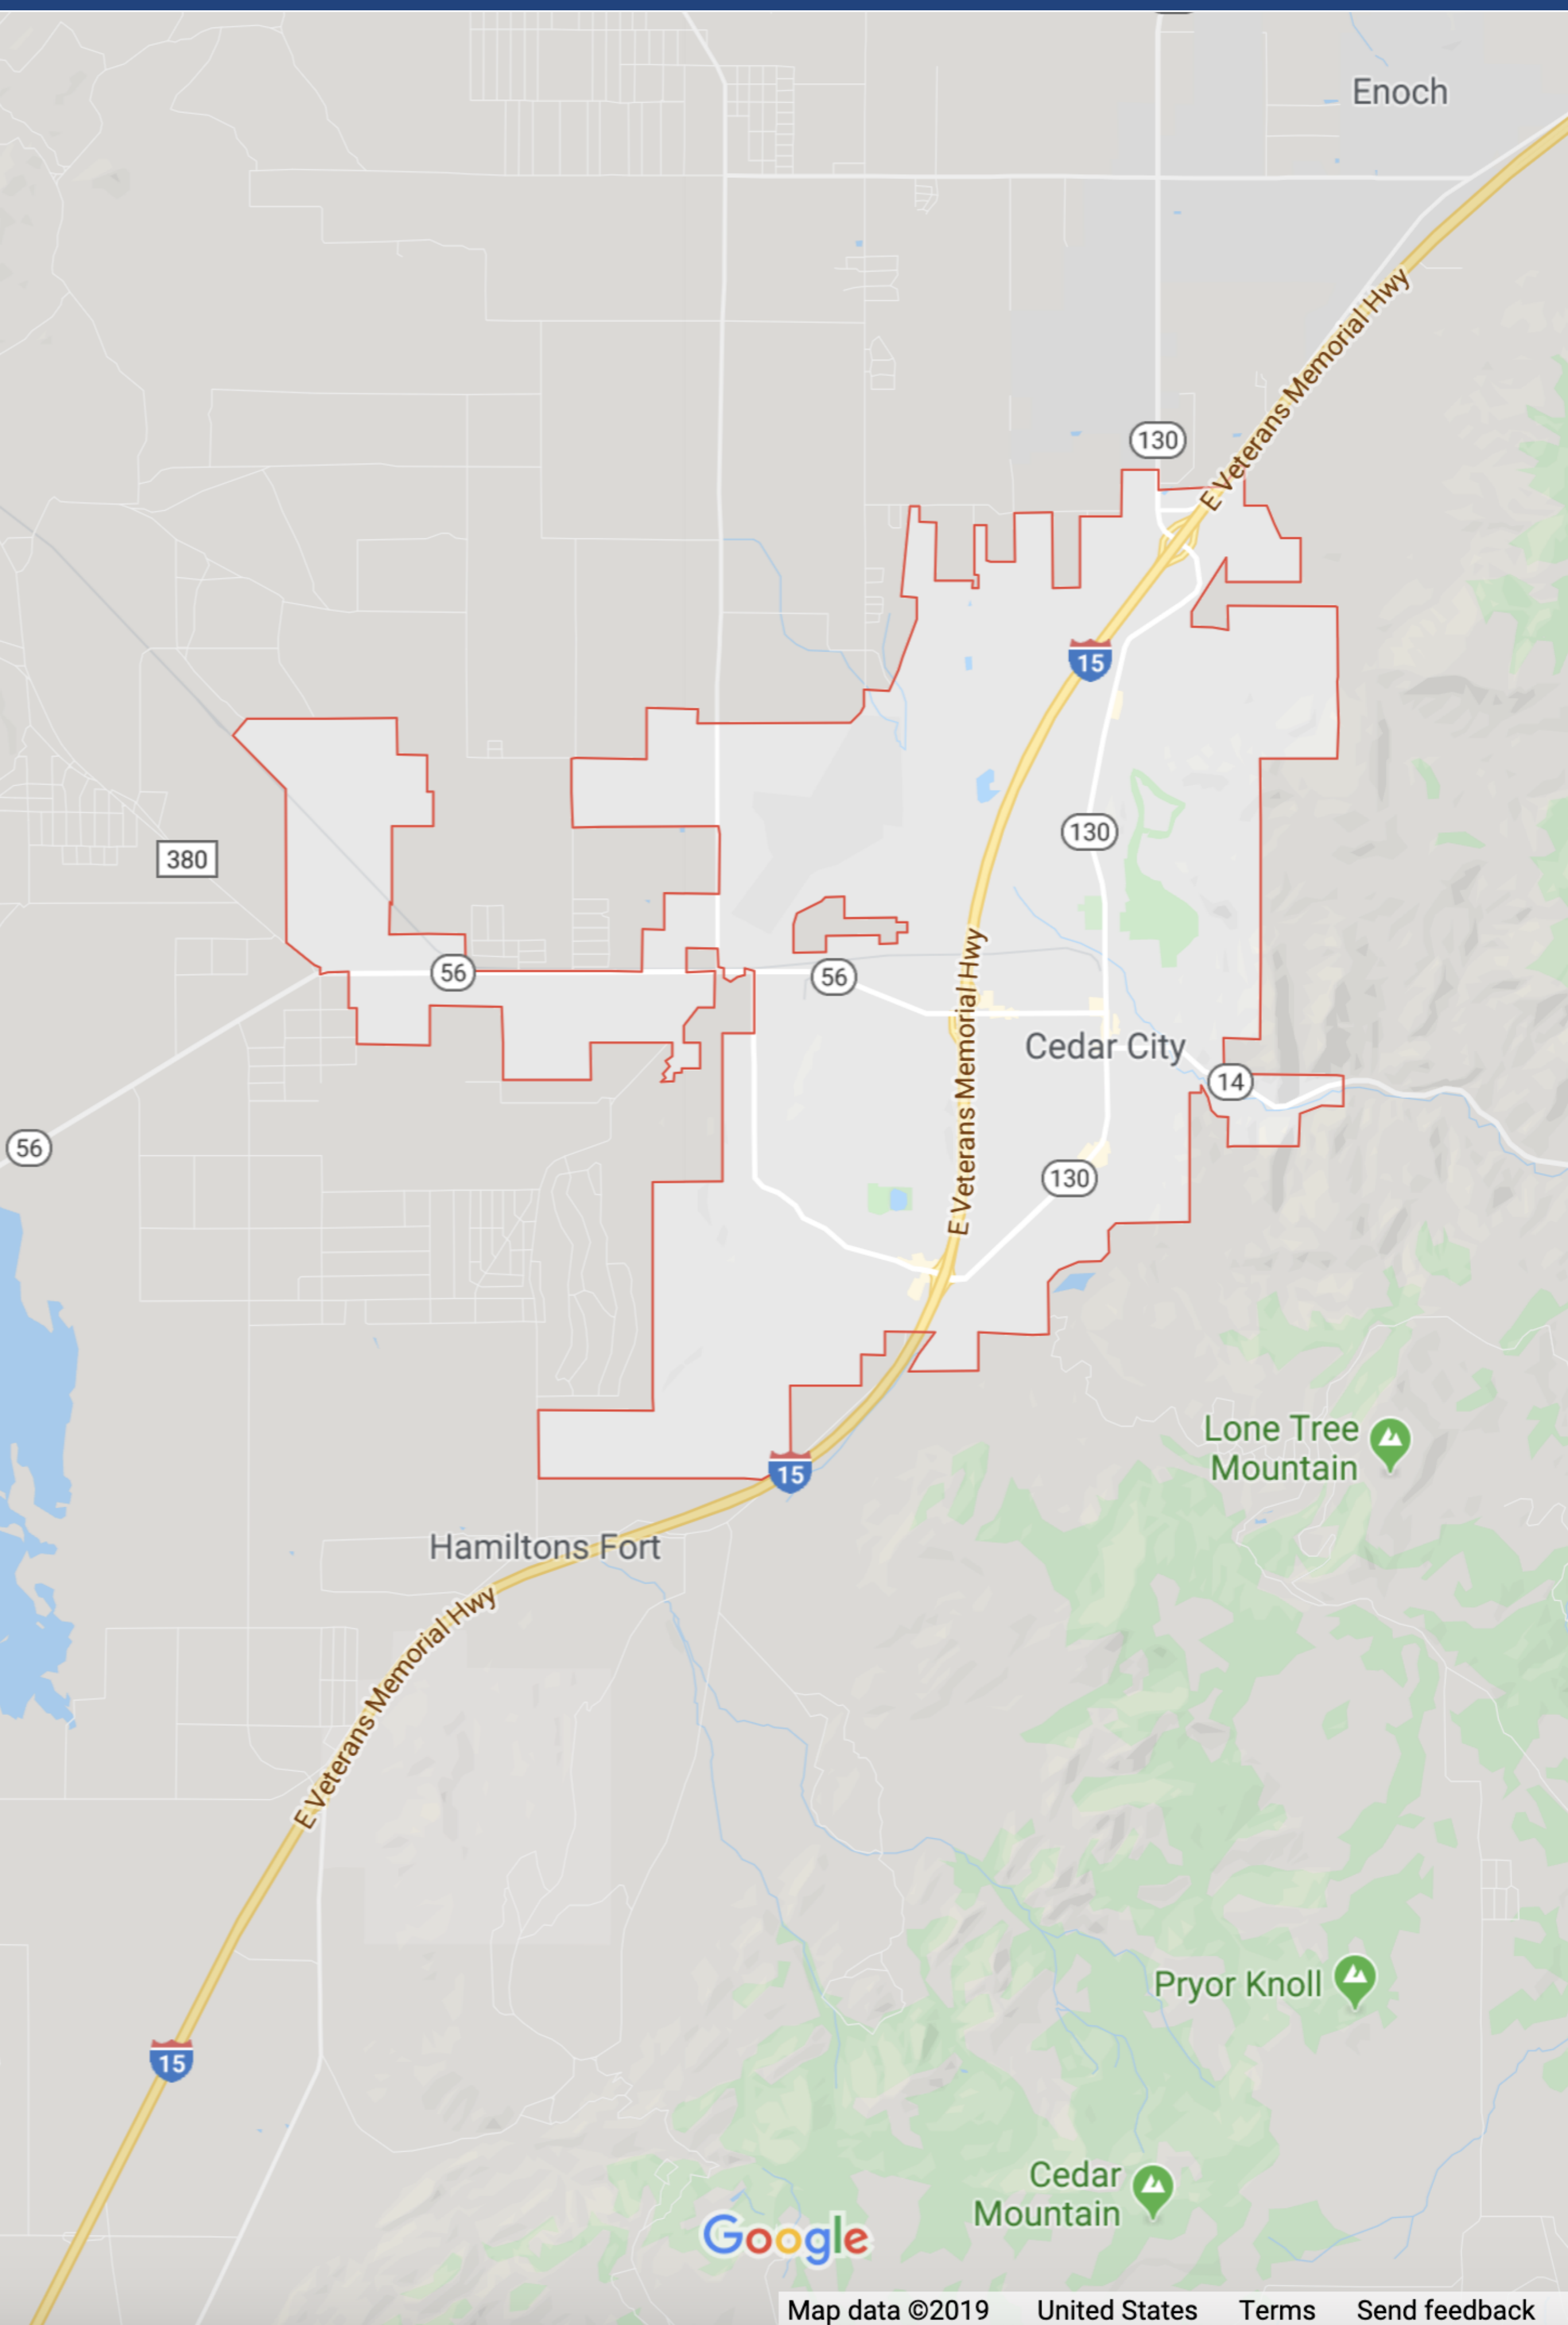 Enoch
E Veterans Memorial Hwy
130
15
130
380
E Veterans Memorial Hwy
56
56
Cedar City
14
56
130
Lone Tree
Mountain
15
Hamiltons Fort
E Veterans Memorial Hwy
Pryor Knoll
15
Cedar
Mountain
Google
Map data ©2019 United States Terms Send feedback